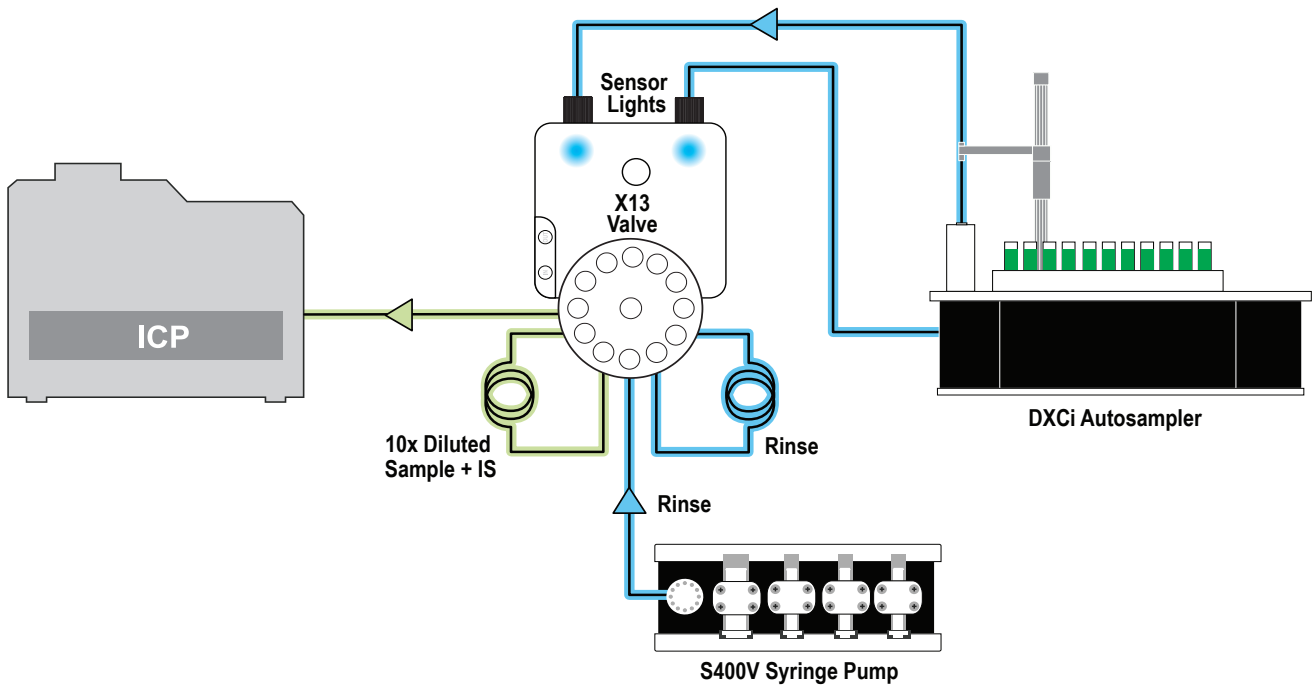 Sensor
Lights
X13
Valve
ICP
10x Diluted
Sample + IS
Rinse
Rinse
DXCi Autosampler
S400V Syringe Pump